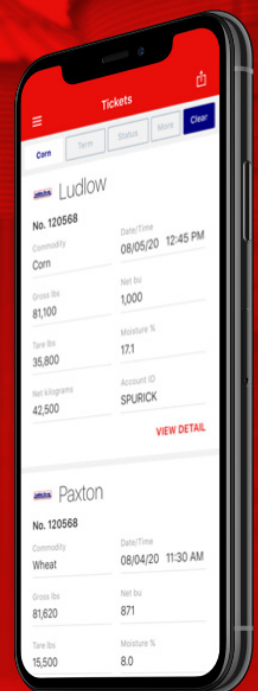 Tickets
Corn Term Status More Clear
Ludlow
No. 120568
Commodity Date/Time
Corn 08/05/20 12:45 PM
Gross lbs Net bu
81,100 1,000
Tare lbs Moisture %
35,800 17.1
Net kilograms Account ID
42,500 SPURICK
VIEW DETAIL
Paxton
No. 120568
Commodity Date/Time
Wheat 08/04/20 11:30 AM
Gross lbs Net bu
81,620 871
Tare lbs Moisture %
15,500 8.0